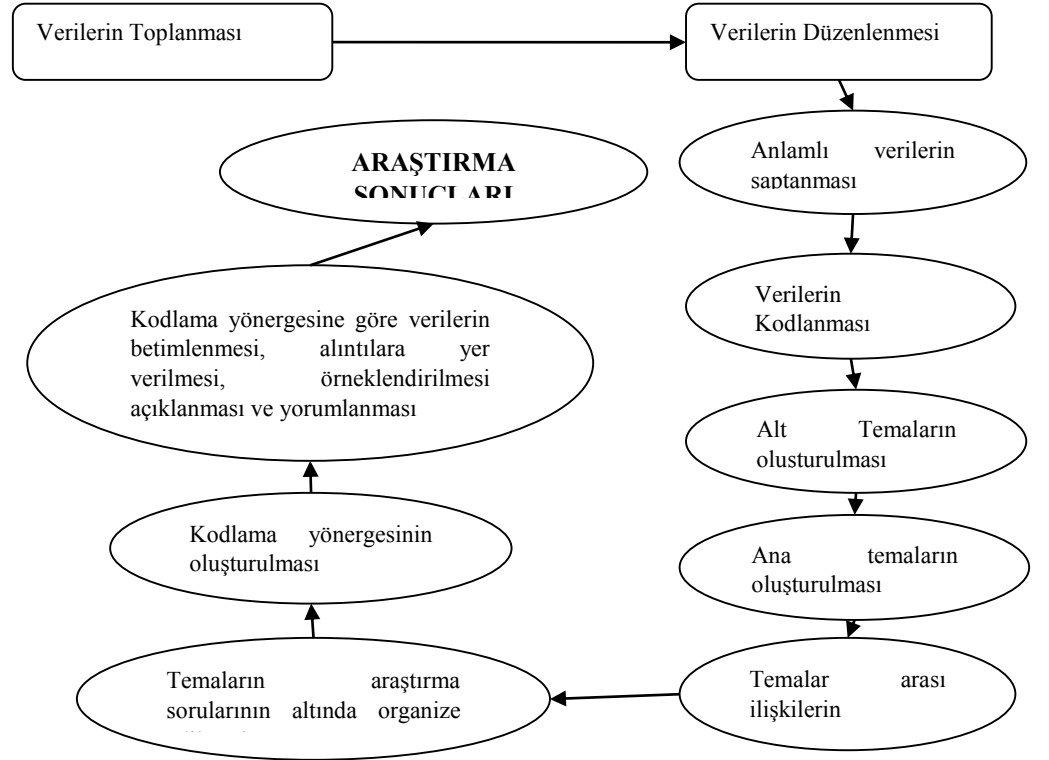 Verilerin Toplanması
Verilerin Düzenlenmesi
Anlamlı verilerin
saptanması
Verilerin
Kodlanması
Alt Temaların
oluşturulması
Ana temaların
oluşturulması
Temalar arası
ilişkilerin
Temaların araştırma
sorularının altında organize
Kodlama yönergesinin
oluşturulması
Kodlama yönergesine göre verilerin
betimlenmesi, alıntılara yer
verilmesi, örneklendirilmesi
açıklanması ve yorumlanması
ARAŞTIRMA
SONUÇLARI